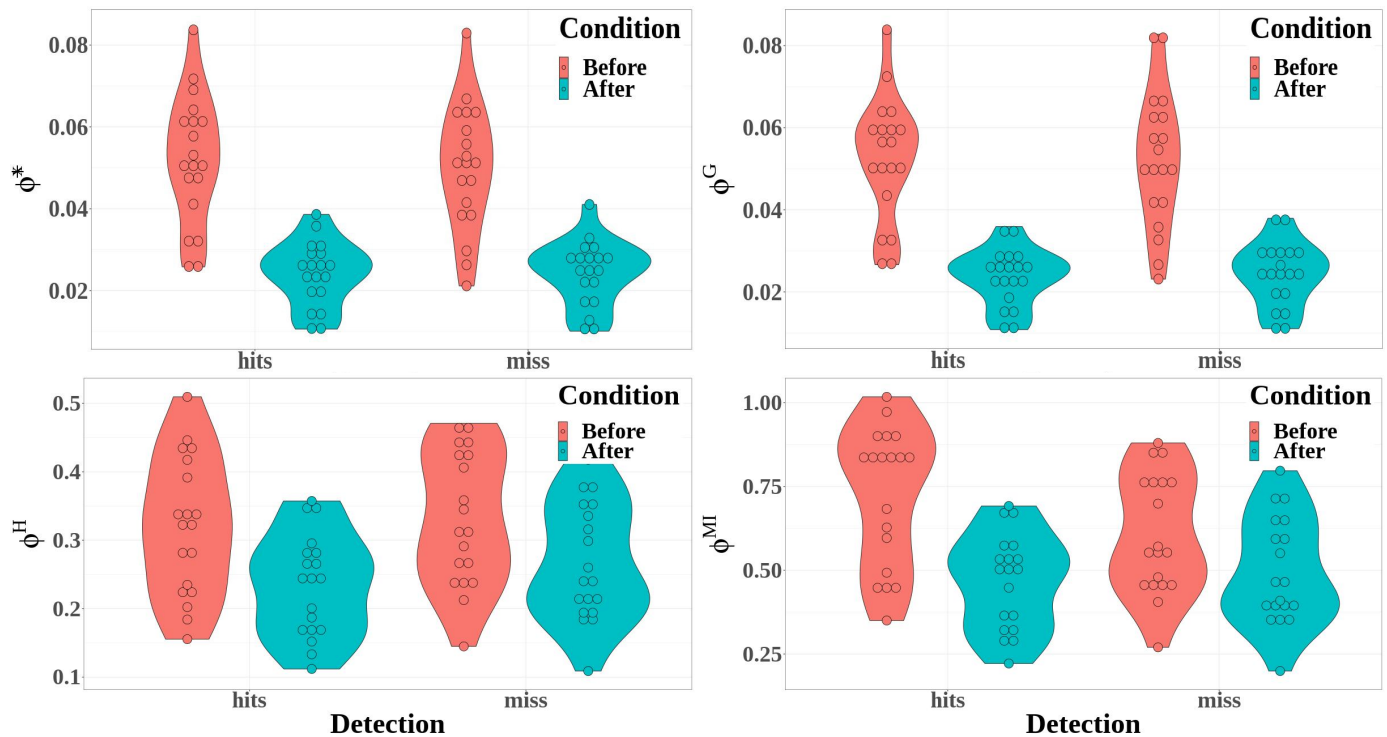 Condition
Before
After
ϕ*
0.08
0.06
0.04
0.02
hits
miss
Condition
Before
After
ϕG
0.08
0.06
0.04
0.02
hits
miss
Condition
Before
After
ϕH
0.5
0.4
0.3
0.2
0.1
hits
miss
Detection
Condition
Before
After
ϕMI
1.00
0.75
0.50
0.25
hits
miss
Detection